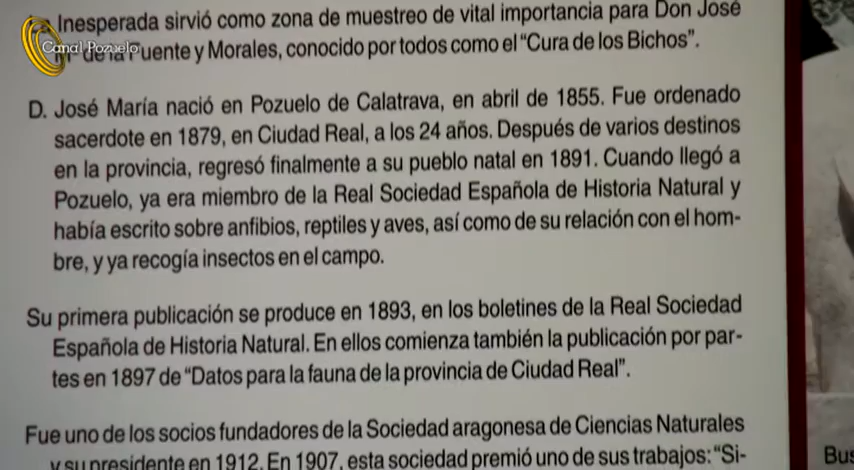 Inesperada sirvió como zona de muestreo de vital importancia para Don José
Mª de la Fuente y Morales, conocido por todos como el “Cura de los Bichos”.
D. José María nació en Pozuelo de Calatrava, en abril de 1855. Fue ordenado
sacerdote en 1879, en Ciudad Real, a los 24 años. Después de varios destinos
en la provincia, regresó finalmente a su pueblo natal en 1891. Cuando llegó a
Pozuelo, ya era miembro de la Real Sociedad Española de Historia Natural y
había escrito sobre anfibios, reptiles y aves, así como de su relación con el hom-
bre, y ya recogía insectos en el campo.
Su primera publicación se produce en 1893, en los boletines de la Real Sociedad
Española de Historia Natural. En ellos comienza también la publicación por par-
tes en 1897 de “Datos para la fauna de la provincia de Ciudad Real”.
Fue uno de los socios fundadores de la Sociedad aragonesa de Ciencias Naturales
y su presidente en 1912. En 1907, esta sociedad premió uno de sus trabajos: “Si-
Canal Pozuelo
Bus